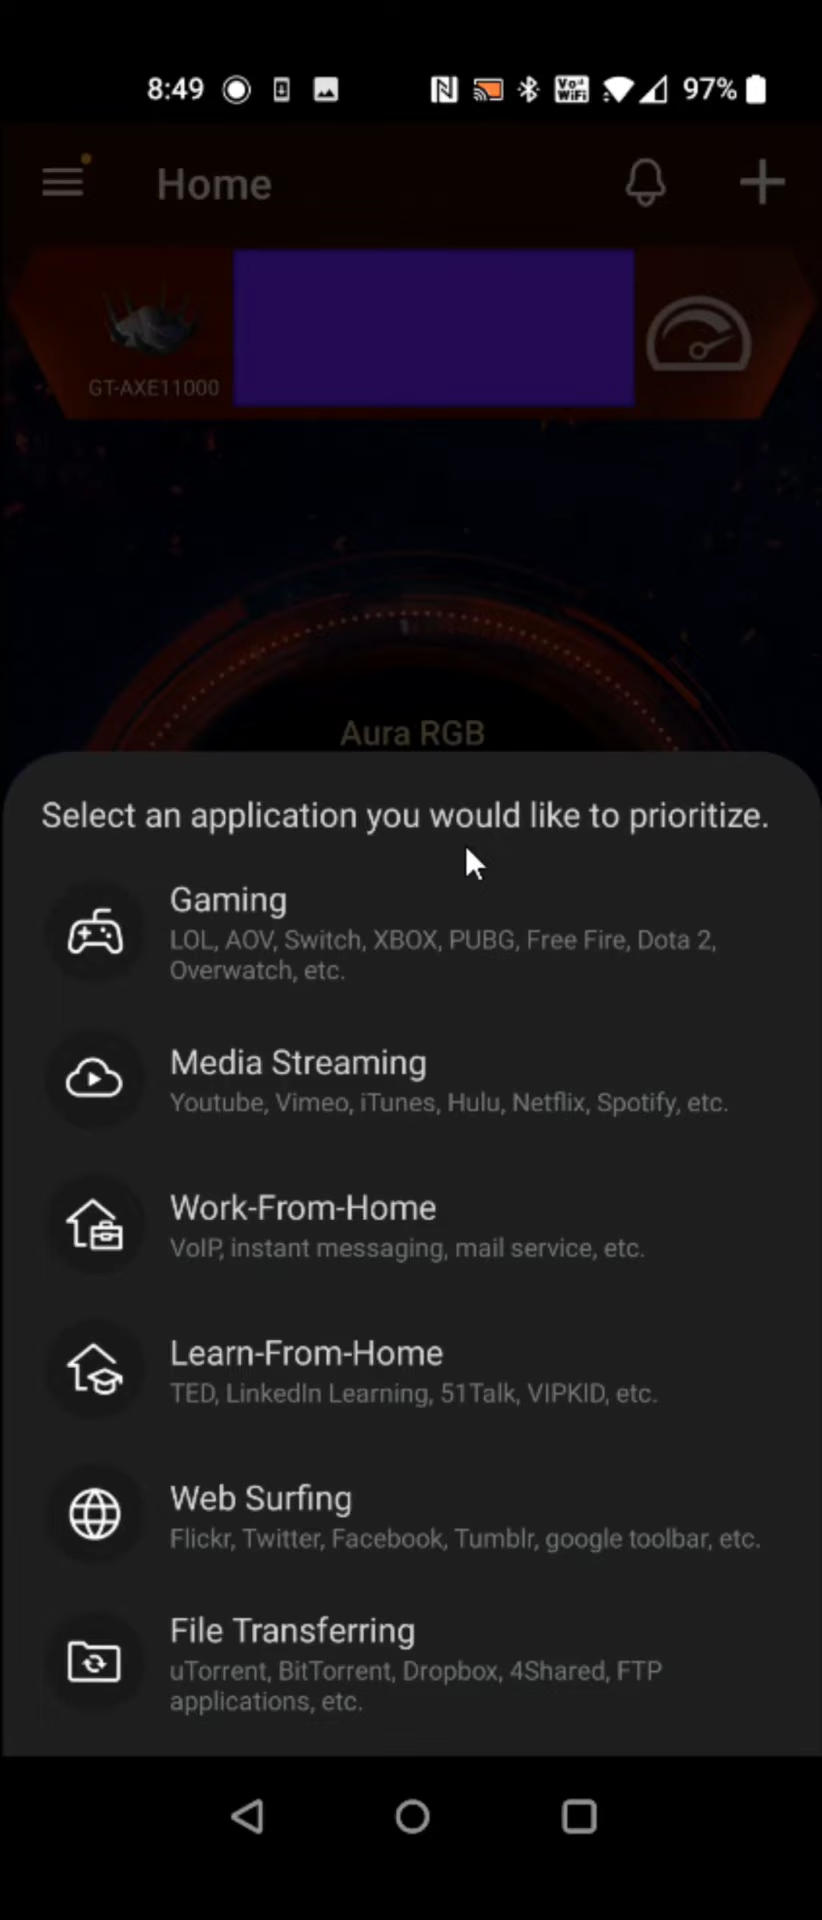 8:49 Vo WiFi 97%
Home
GT-AXE11000
Aura RGB
Select an application you would like to prioritize.
Gaming
LOL, AOV, Switch, XBOX, PUBG, Free Fire, Dota 2,
Overwatch, etc.
Media Streaming
Youtube, Vimeo, iTunes, Hulu, Netflix, Spotify, etc.
Work-From-Home
VoIP, instant messaging, mail service, etc.
Learn-From-Home
TED, LinkedIn Learning, 51Talk, VIPKID, etc.
Web Surfing
Flickr, Twitter, Facebook, Tumblr, google toolbar, etc.
File Transferring
uTorrent, BitTorrent, Dropbox, 4Shared, FTP
applications, etc.